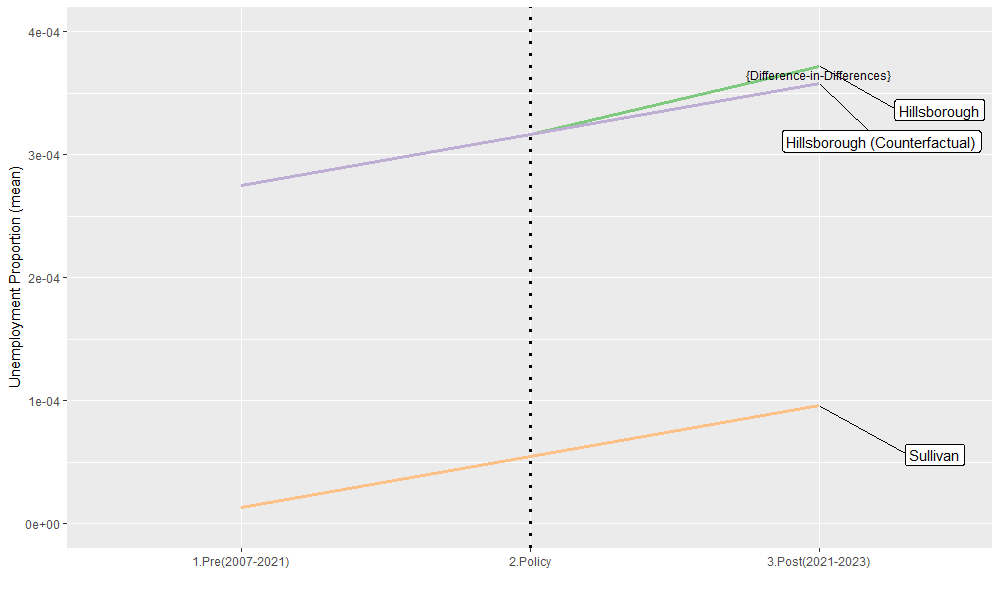 4e-04
3e-04
2e-04
1e-04
0e+00
Unemployment Proportion (mean)
{Difference-in-Differences}
Hillsborough
Hillsborough (Counterfactual)
Sullivan
1.Pre(2007-2021)
2.Policy
3.Post(2021-2023)